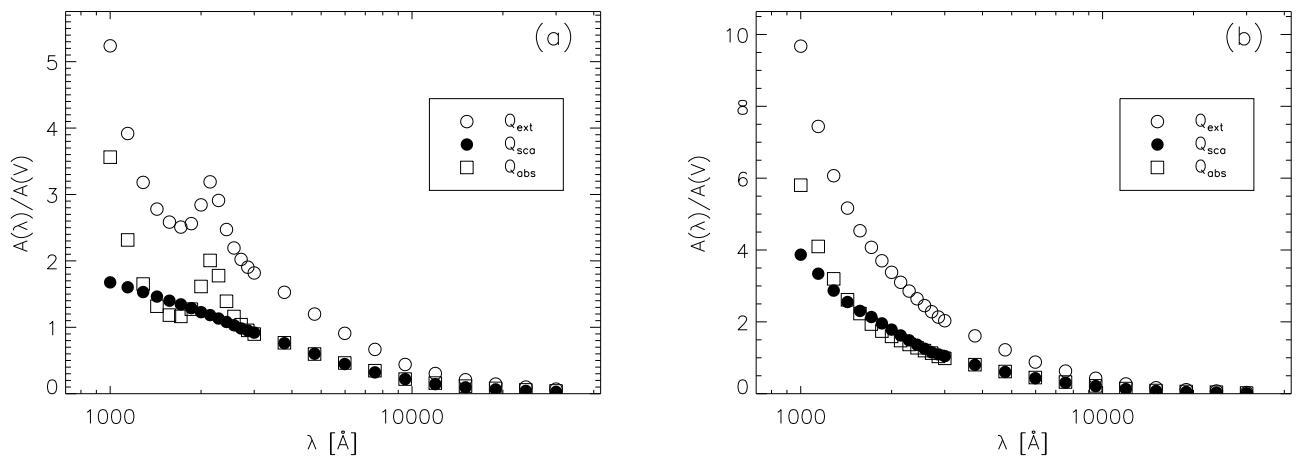 (a)
5
4
3
2
1
0
A(λ)/A(V)
Q_ext
Q_sca
Q_abs
1000
10000
λ [Å]
(b)
10
8
6
4
2
0
A(λ)/A(V)
Q_ext
Q_sca
Q_abs
1000
10000
λ [Å]